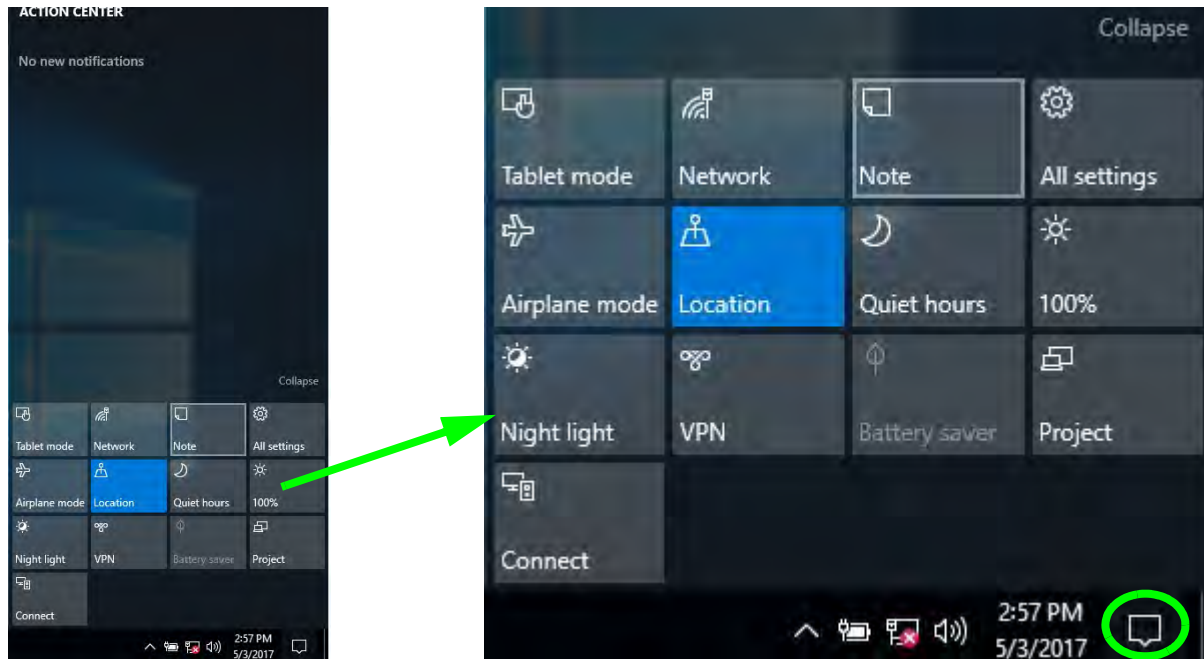 ACTION CENTER
No new notifications
Collapse
Tablet mode Network Note All settings
Airplane mode Location Quiet hours 100%
Night light VPN Battery saver Project
Connect
2:57 PM
5/3/2017
Collapse
Tablet mode Network Note All settings
Airplane mode Location Quiet hours 100%
Night light VPN Battery saver Project
Connect
2:57 PM
5/3/2017